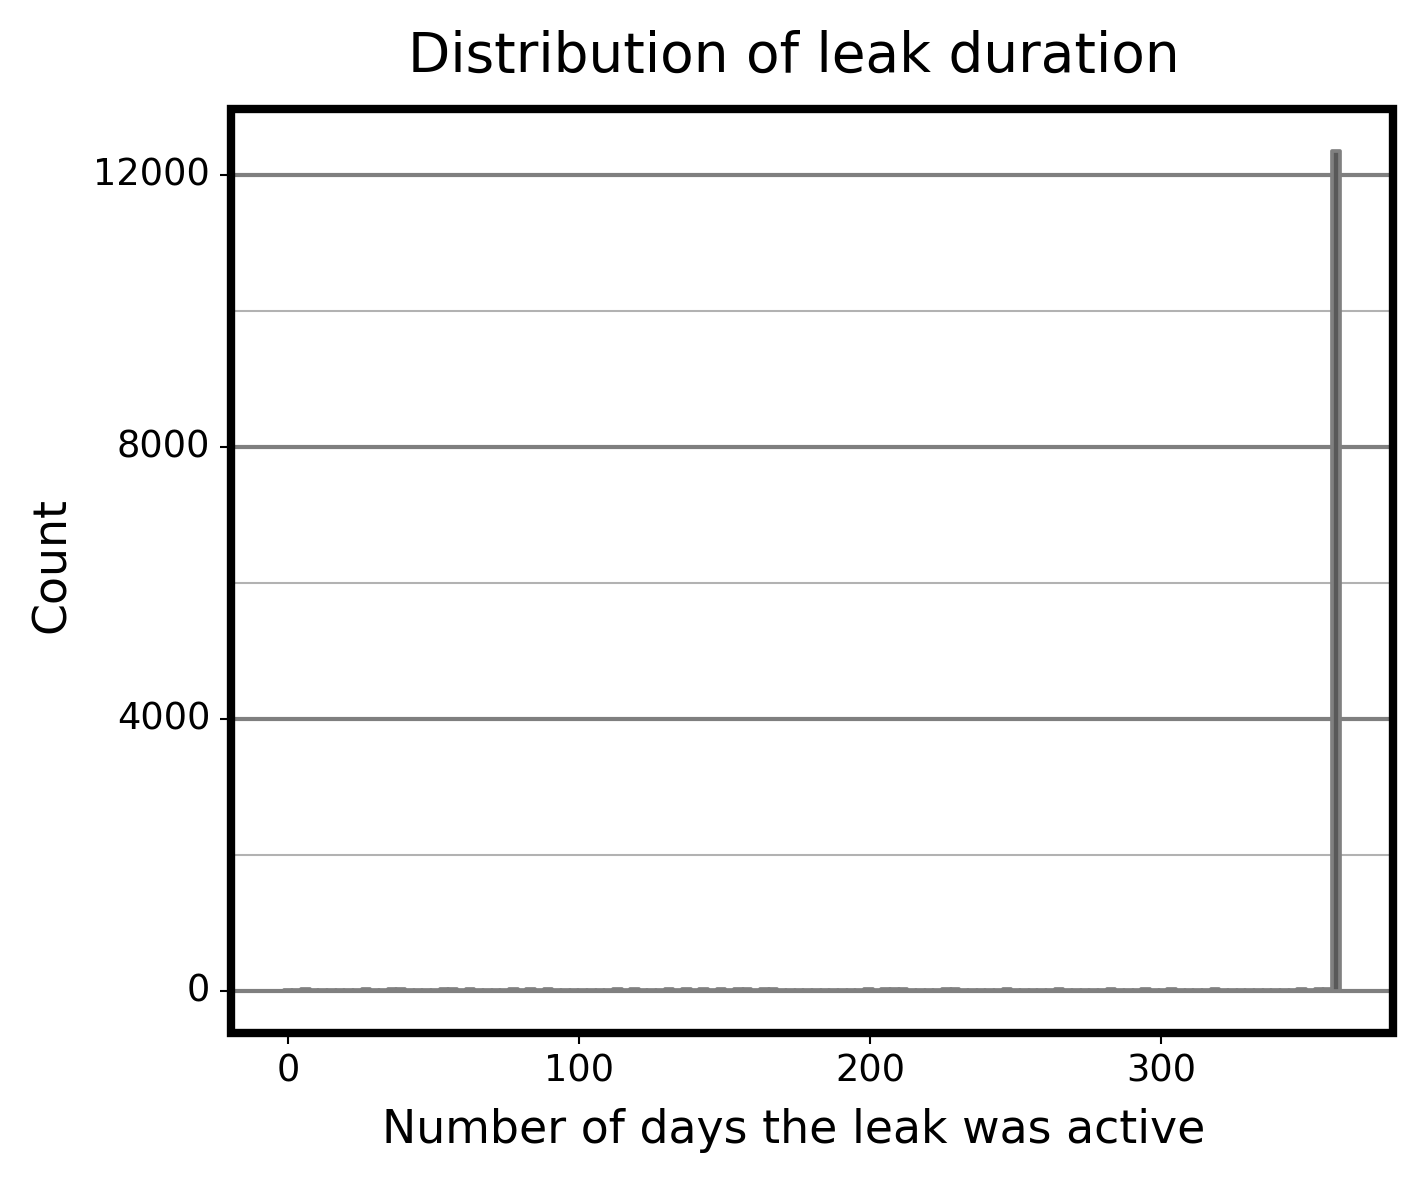 Distribution of leak duration
12000
8000
4000
0
Count
0 100 200 300
Number of days the leak was active